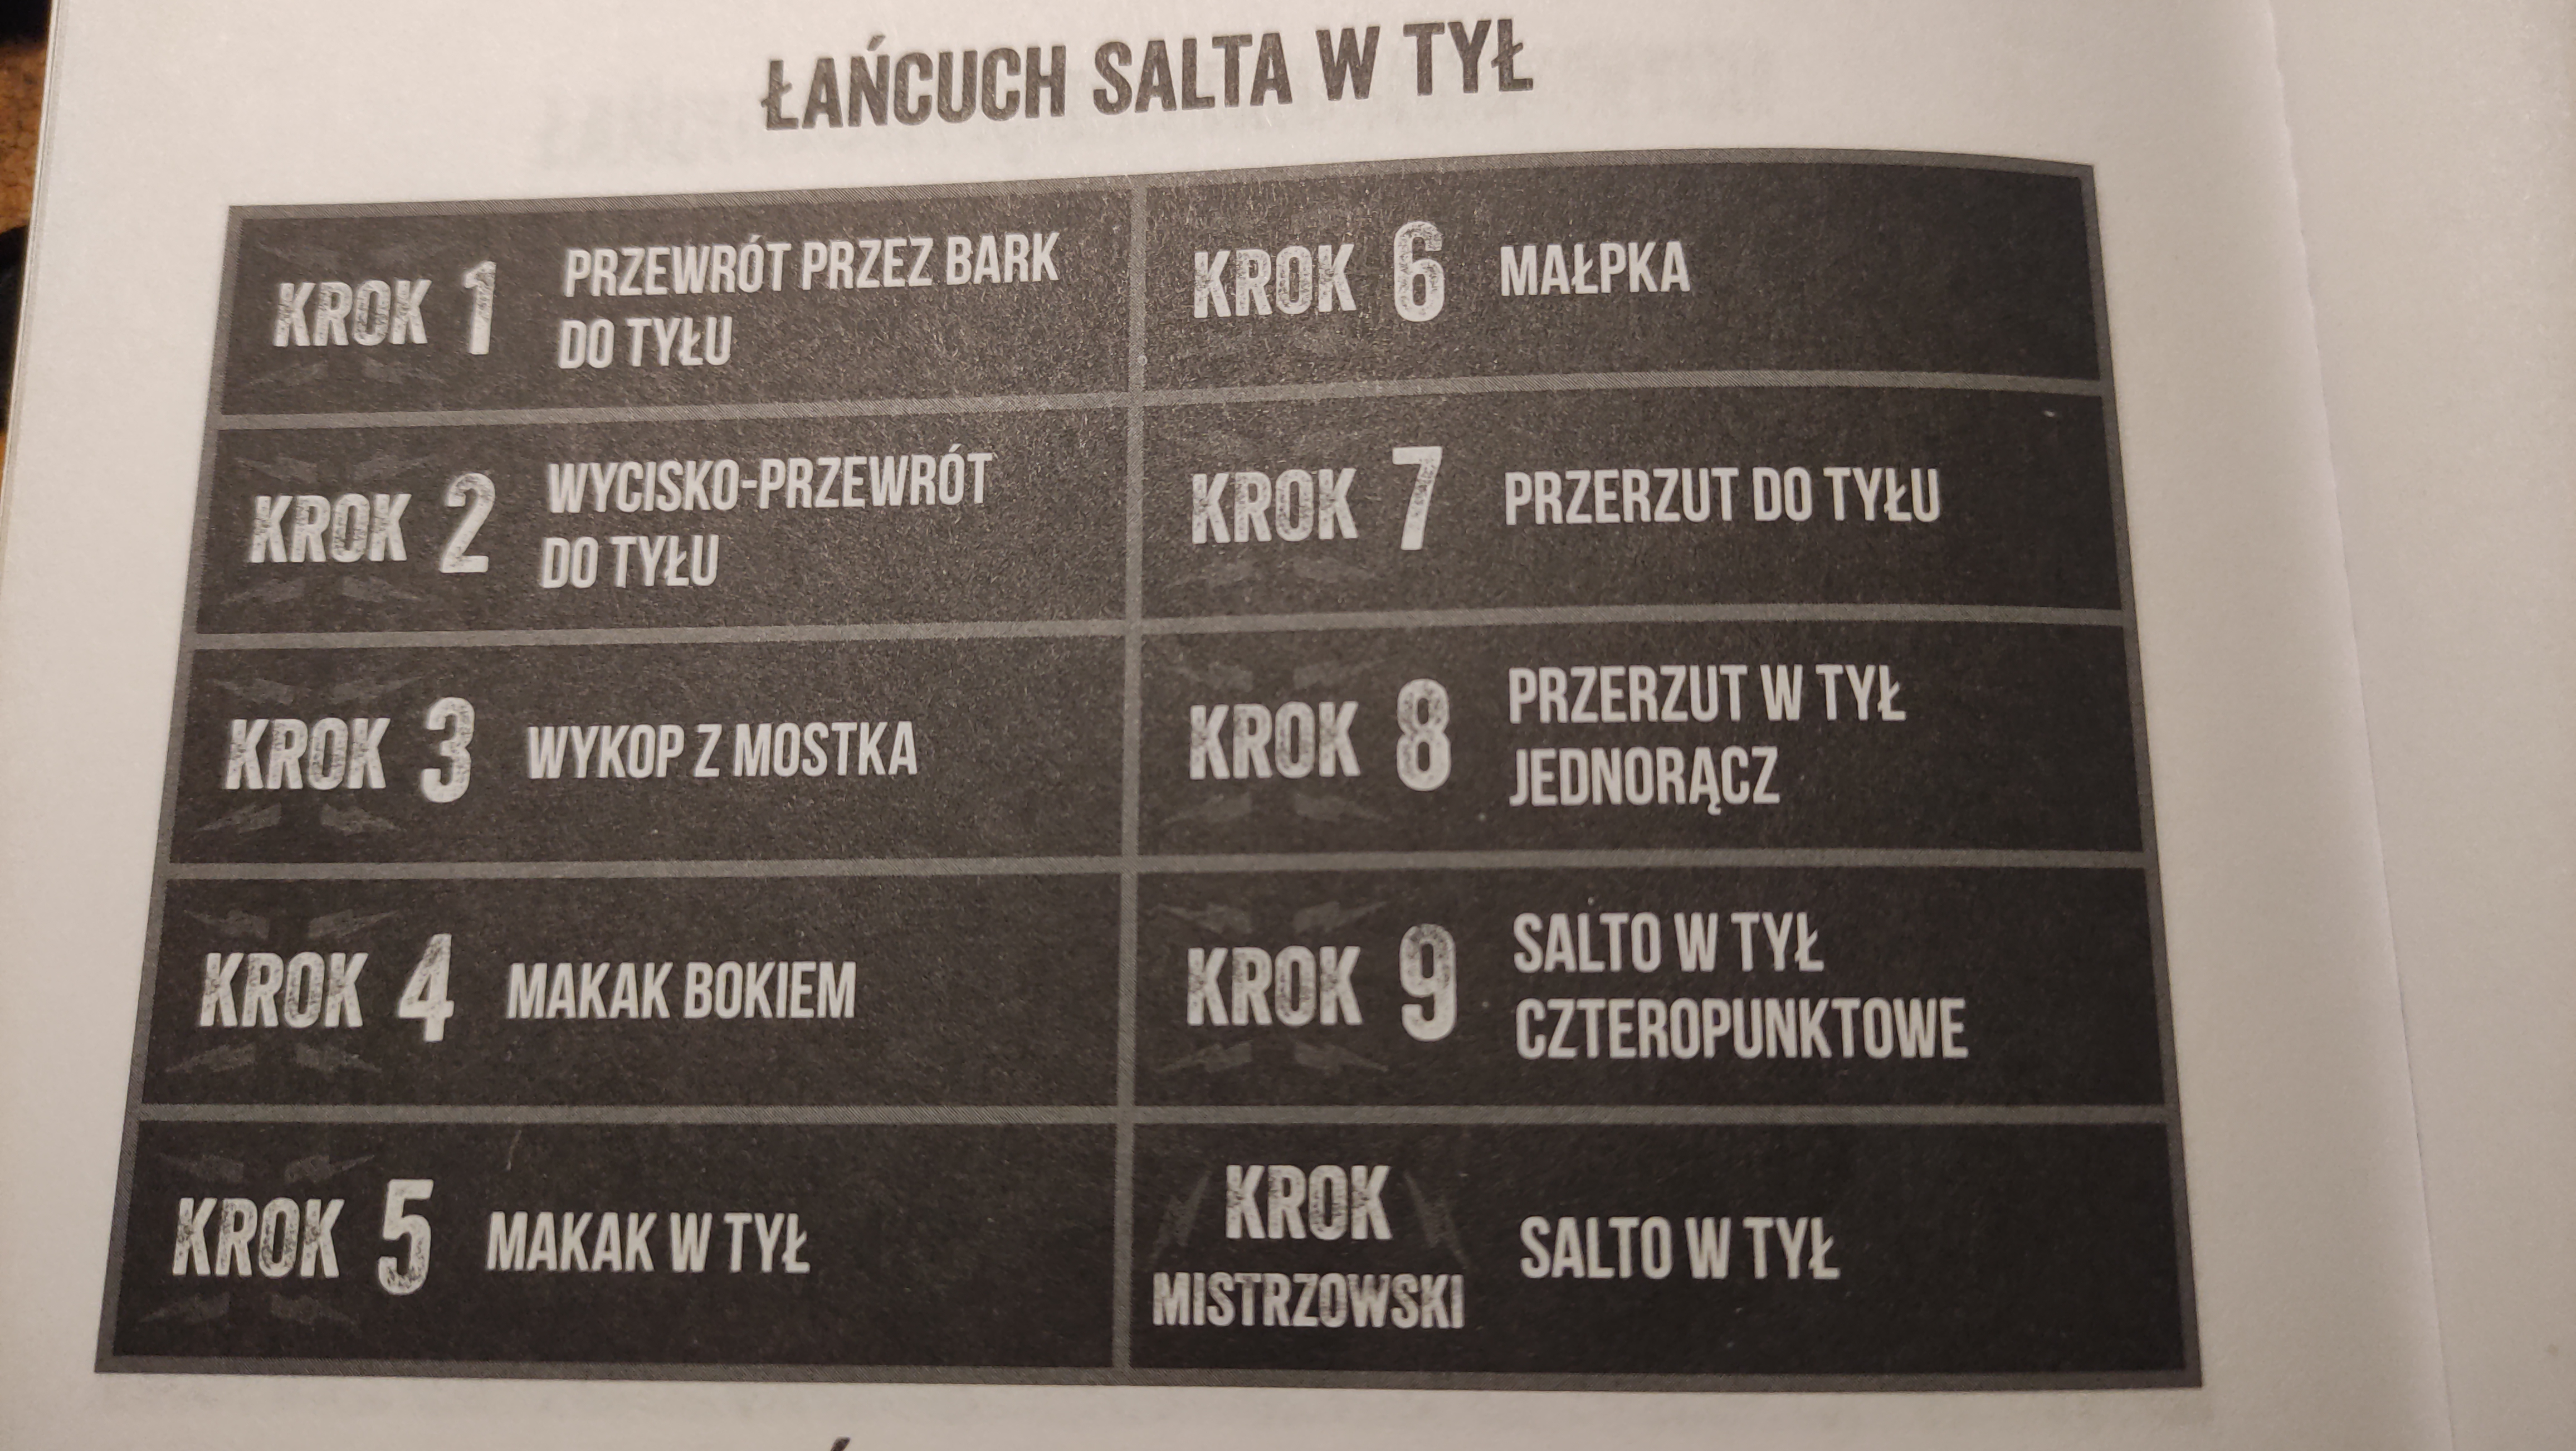 ŁAŃCUCH SALTA W TYŁ
KROK 1 PRZEWRÓT PRZEZ BARK
DO TYŁU
KROK 2 WYCISKO-PRZEWRÓT
DO TYŁU
KROK 3 WYKOP Z MOSTKA
KROK 4 MAKAK BOKIEM
KROK 5 MAKAK W TYŁ
KROK 6 MAŁPKA
KROK 7 PRZERZUT DO TYŁU
KROK 8 PRZERZUT W TYŁ
JEDNORĄCZ
KROK 9 SALTO W TYŁ
CZTEROPUNKTOWE
KROK
MISTRZOWSKI
SALTO W TYŁ